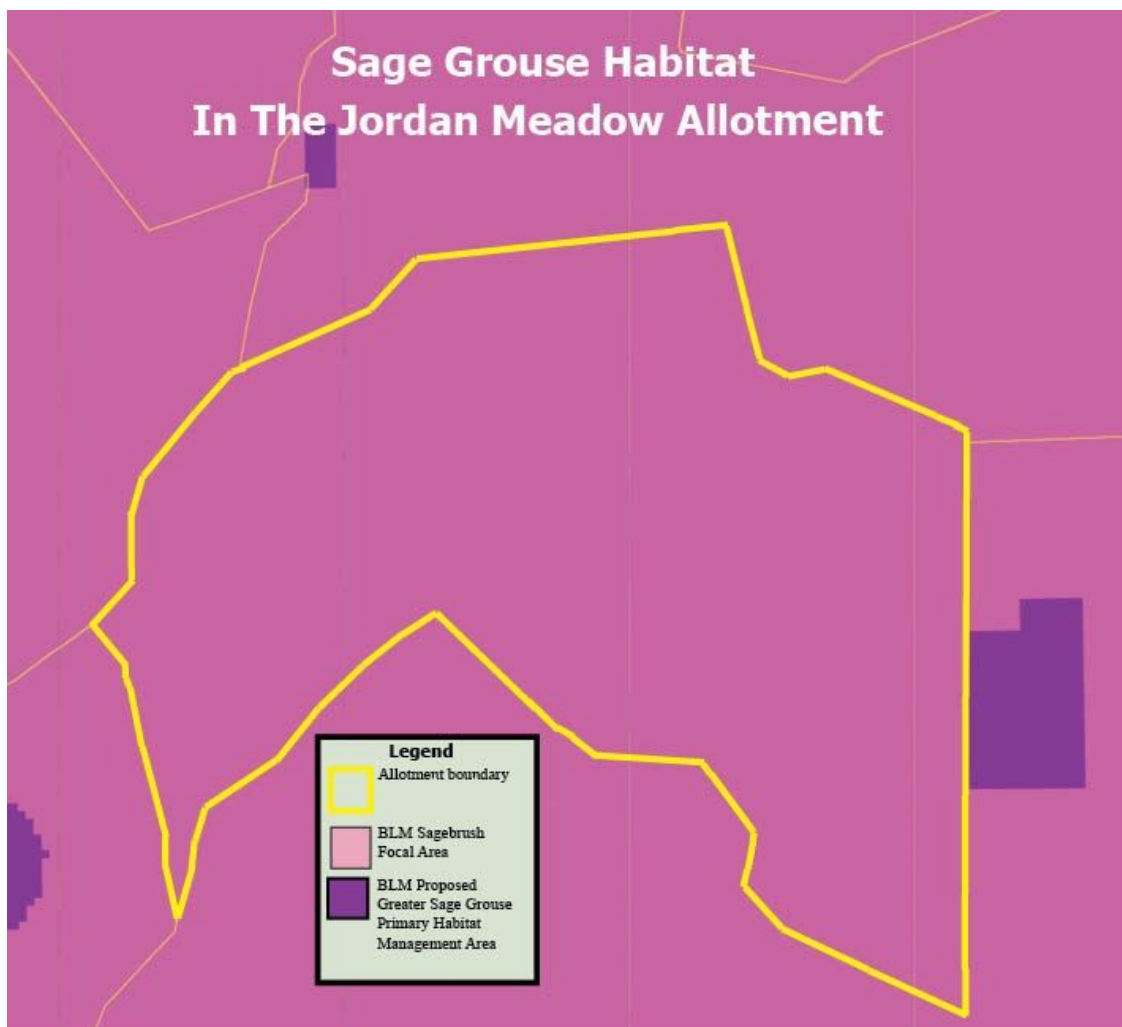 Sage Grouse Habitat
In The Jordan Meadow Allotment
Legend
Allotment boundary
BLM Sagebrush
Focal Area
BLM Proposed
Greater Sage Grouse
Primary Habitat
Management Area